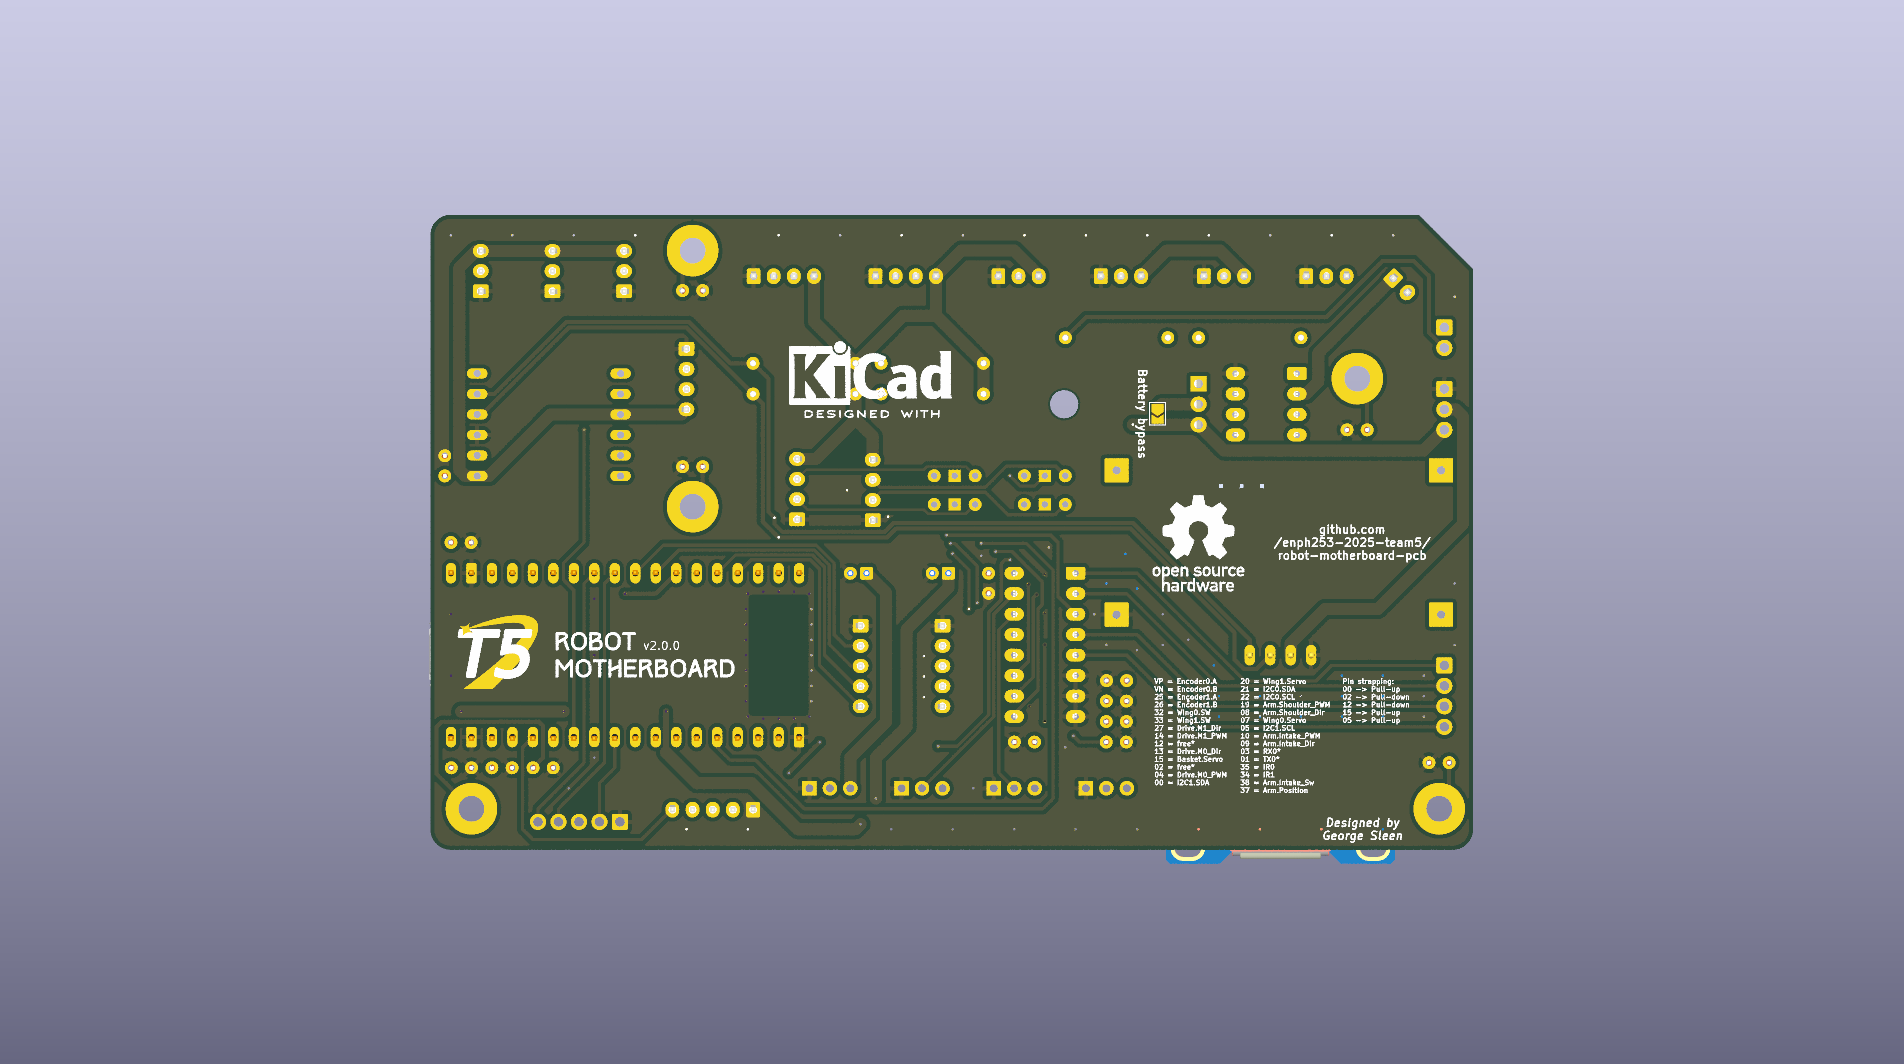 KiCad
DESIGNED WITH
Battery bypass
open source
hardware
github.com
/enph253-2025-team5/
robot-motherboard-pcb
T5
ROBOT v2.0.0
MOTHERBOARD
VP = Encoder0.A
VN = Encoder0.B
25 = Encoder1.A
26 = Encoder1.B
32 = Wing0.SW
33 = Wing1.SW
27 = Drive.M1_Dir
14 = Drive.M1_PWM
12 = free*
13 = Drive.M0_Dir
15 = Basket.Servo
02 = free*
04 = Drive.M0_PWM
00 = I2C1.SDA
20 = Wing1.Servo
21 = I2C0.SDA
22 = I2C0.SCL
19 = Arm.Shoulder_PWM
08 = Arm.Shoulder_Dir
07 = Wing0.Servo
05 = I2C1.SCL
10 = Arm.Intake_PWM
09 = Arm.Intake_Dir
03 = RX0*
01 = TX0*
35 = IR0
34 = IR1
38 = Arm.Intake_Sw
37 = Arm.Position
Pin strapping:
00 -> Pull-up
02 -> Pull-down
12 -> Pull-down
15 -> Pull-up
05 -> Pull-up
Designed by
George Sleen